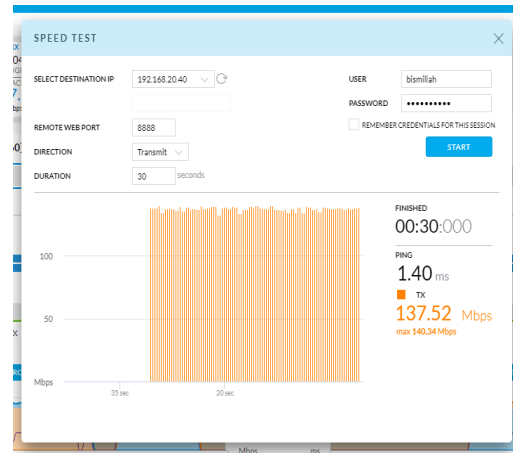 SPEED TEST
SELECT DESTINATION IP 192.168.20.40
USER bismillah
PASSWORD ••••••••••
REMOTE WEB PORT 8888
REMEMBER CREDENTIALS FOR THIS SESSION
DIRECTION Transmit
START
DURATION 30 seconds
FINISHED
00:30:000
PING
1.40 ms
TX
137.52 Mbps
max 140.34 Mbps
100
50
Mbps
35 sec 20 sec
Mbps ms